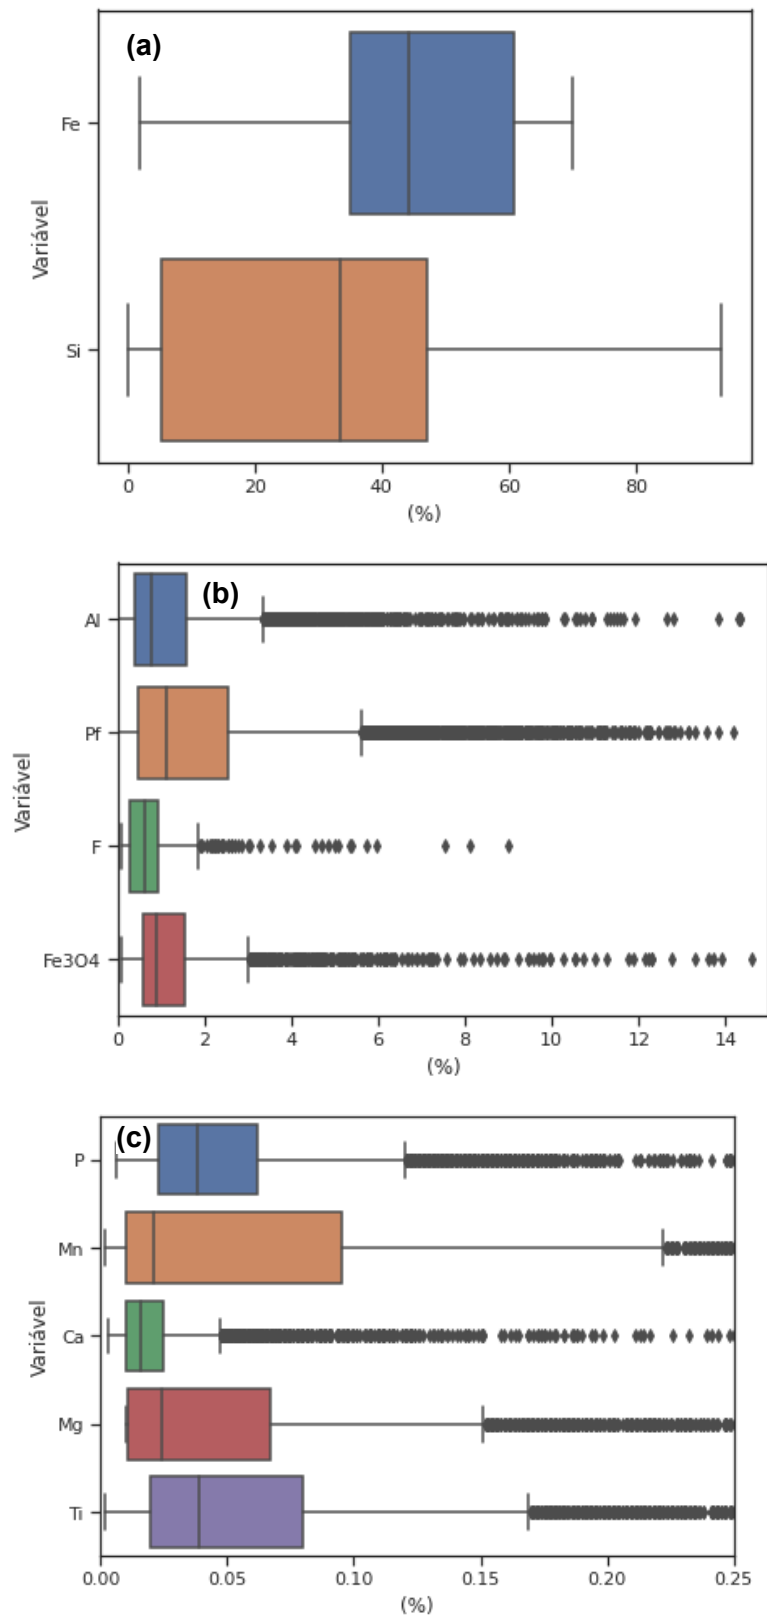 (a)
Fe
Si
Variável
0 20 40 60 80
(%)
(b)
Al
Pf
F
Fe3O4
Variável
0 2 4 6 8 10 12 14
(%)
(c)
P
Mn
Ca
Mg
Ti
Variável
0.00 0.05 0.10 0.15 0.20 0.25
(%)